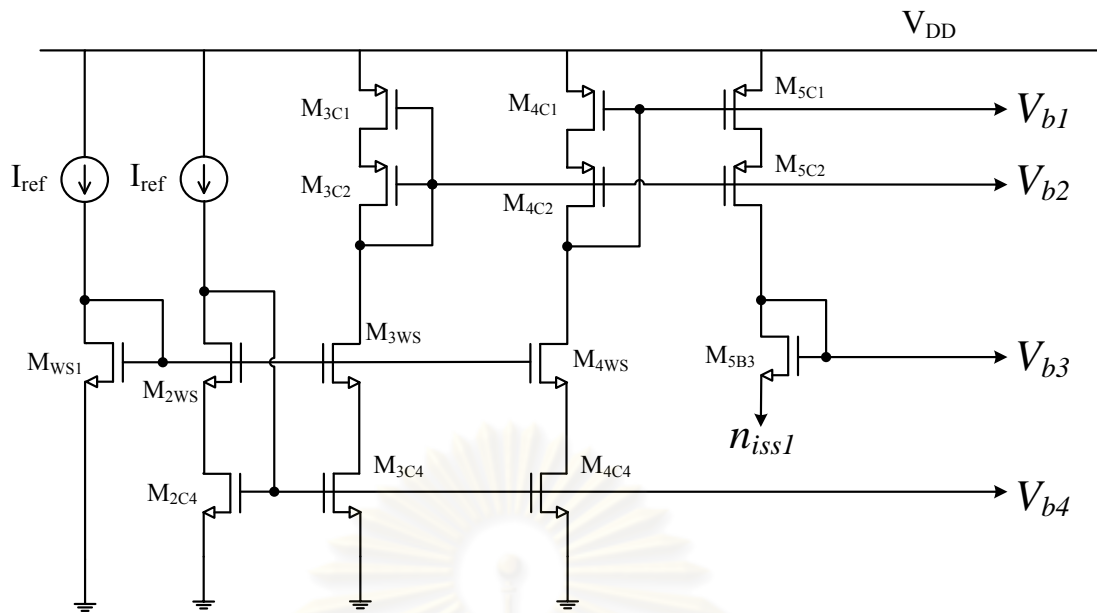 V_DD
M_3C1
M_4C1
M_5C1
V_b1
I_ref
I_ref
M_3C2
M_4C2
M_5C2
V_b2
M_WS1
M_2WS
M_3WS
M_4WS
M_5B3
V_b3
n_iss1
M_2C4
M_3C4
M_4C4
V_b4